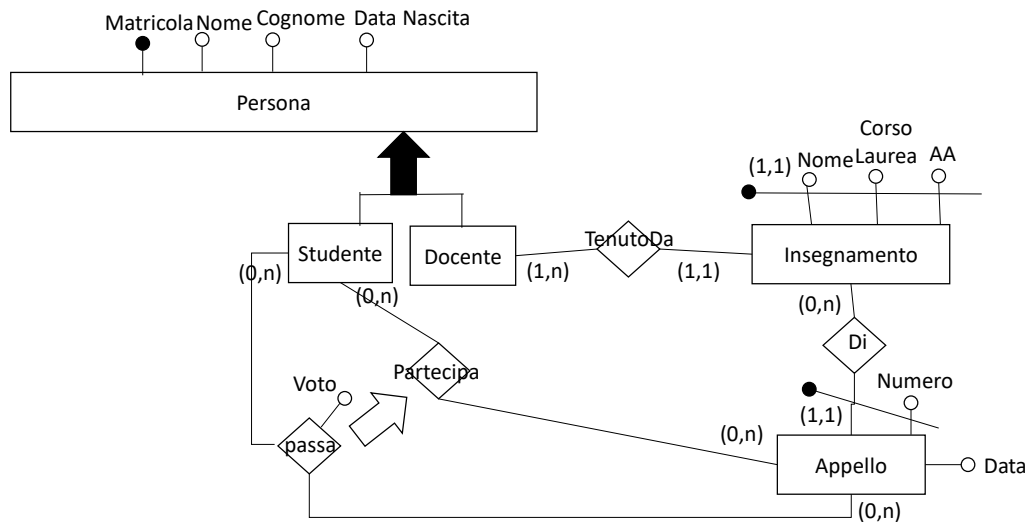 Matricola Nome Cognome Data Nascita
Persona
Corso
Laurea
(1,1) Nome AA
Studente Docente TenutoDa Insegnamento
(0,n) (0,n) (1,n) (1,1)
(0,n)
Di
Partecipa
Voto
Numero
(1,1)
(0,n)
passa
Appello Data
(0,n)